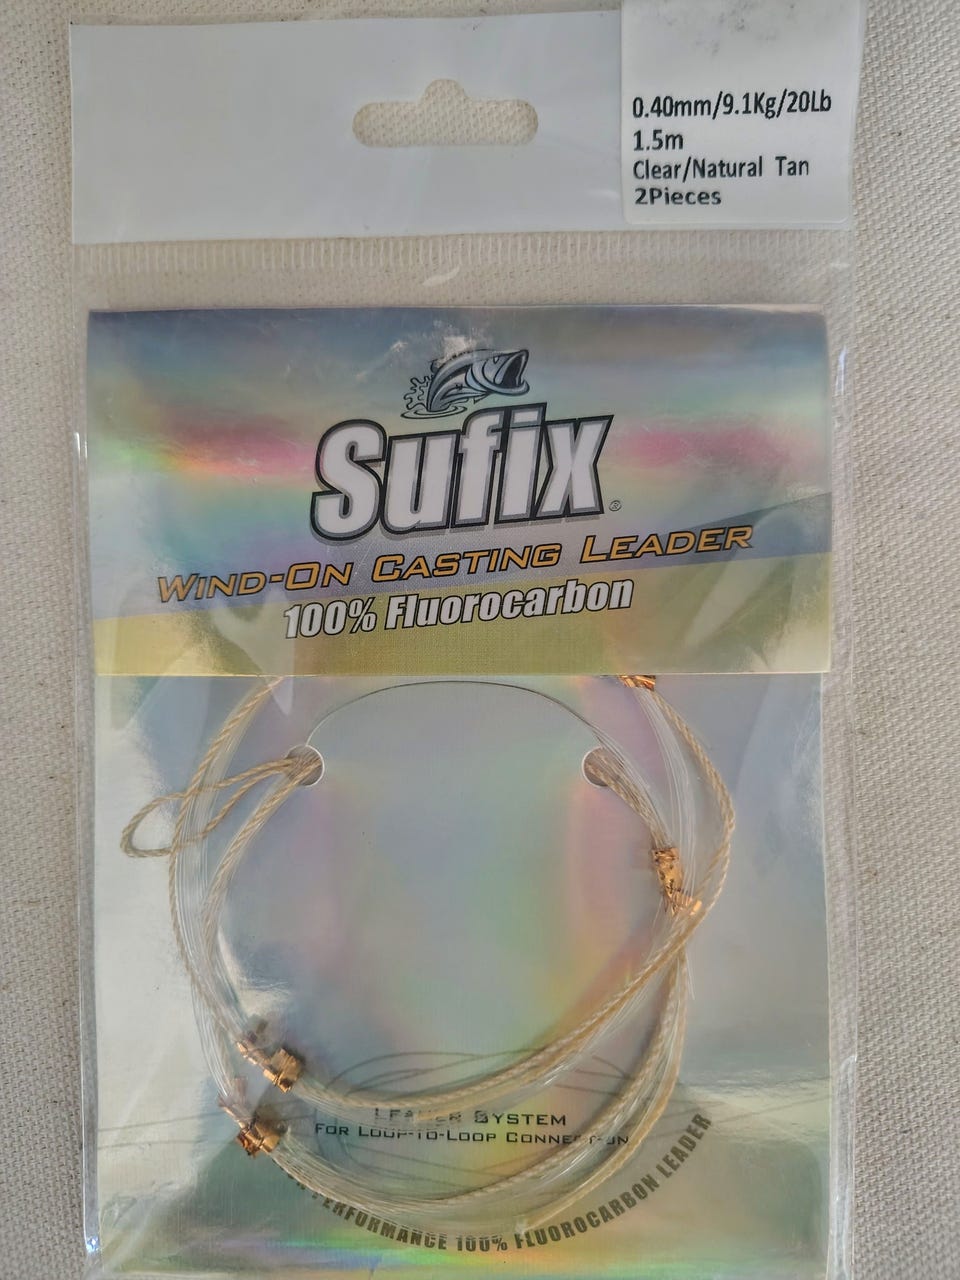 0.40mm/9.1Kg/20Lb
1.5m
Clear/Natural Tan
2Pieces
Sufix®
WIND-ON CASTING LEADER
100% Fluorocarbon
LEADER SYSTEM
FOR LOOP-TO-LOOP CONNECTION
PERFORMANCE 100% FLUOROCARBON LEADER